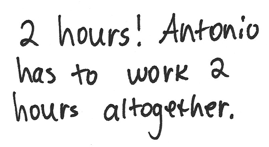 2 hours! Antonio
has to work 2
hours altogether.